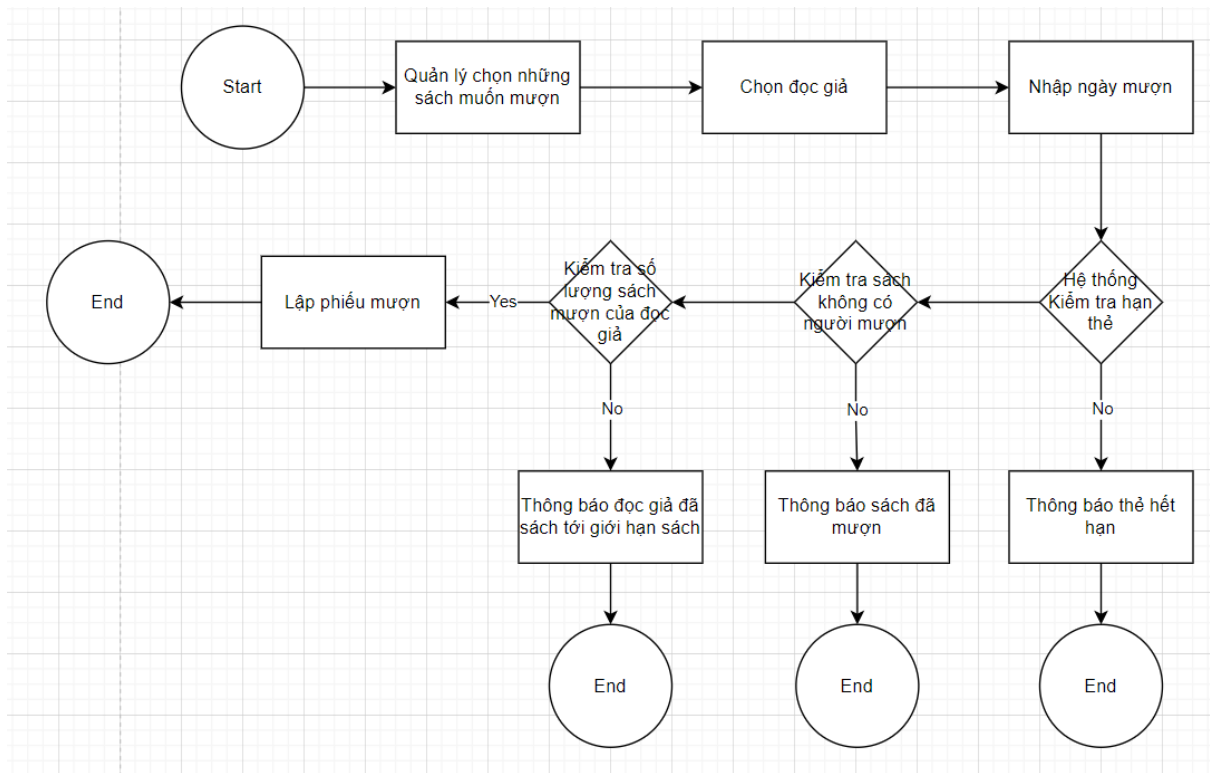 Start
Quản lý chọn những
sách muốn mượn
Chọn đọc giả
Nhập ngày mượn
End
Lập phiếu mượn
Yes
Kiểm tra số
lượng sách
mượn của đọc
giả
Kiểm tra sách
không có
người mượn
Hệ thống
Kiểm tra hạn
thẻ
No
No
No
Thông báo đọc giả đã
sách tới giới hạn sách
Thông báo sách đã
mượn
Thông báo thẻ hết
hạn
End
End
End